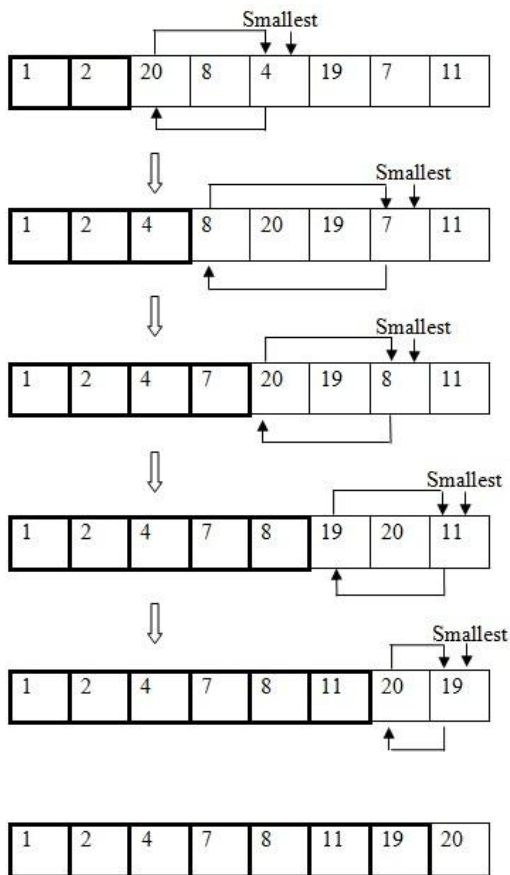 Smallest
1 2 20 8 4 19 7 11
Smallest
1 2 4 8 20 19 7 11
Smallest
1 2 4 7 20 19 8 11
Smallest
1 2 4 7 8 19 20 11
Smallest
1 2 4 7 8 11 20 19
1 2 4 7 8 11 19 20